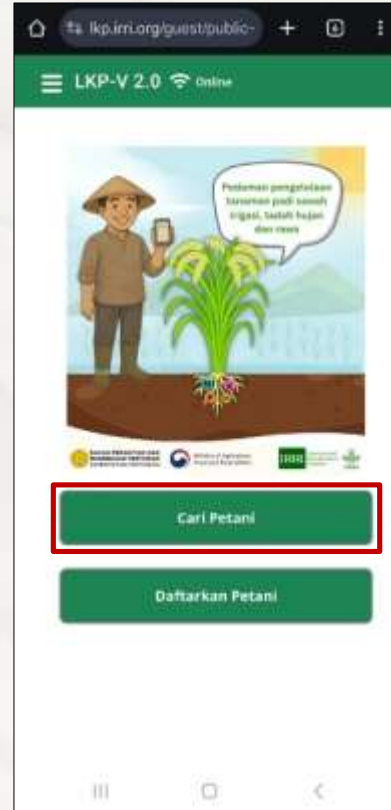 lkp.irri.org/guest/public-
LKP-V 2.0 Online
Pedoman pengelolaan
tanaman padi sawah
irigasi, tadah hujan
dan rawa
IRRI
Cari Petani
Daftarkan Petani